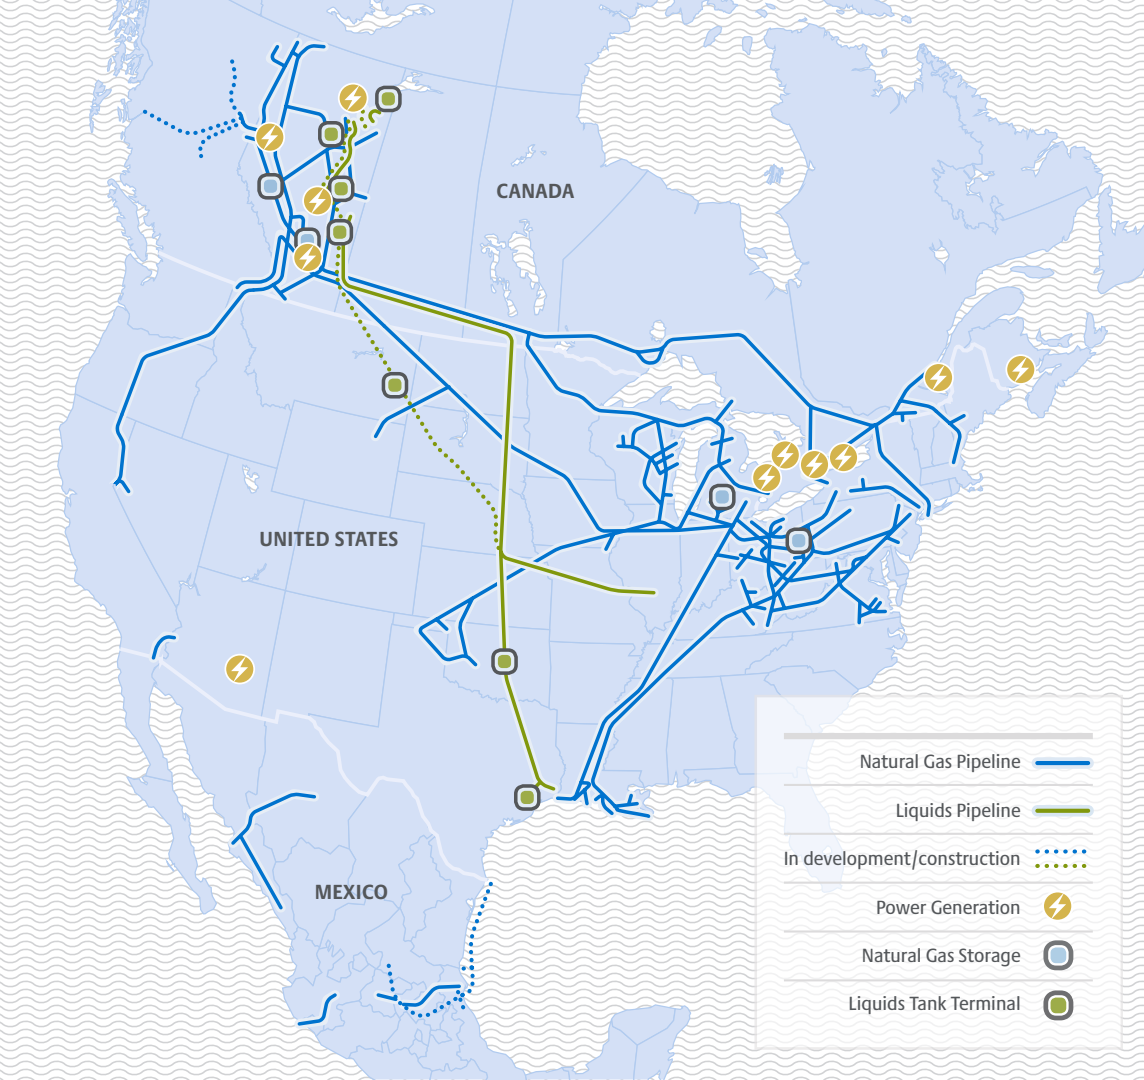 CANADA
UNITED STATES
MEXICO
Natural Gas Pipeline
Liquids Pipeline
In development/construction
Power Generation
Natural Gas Storage
Liquids Tank Terminal